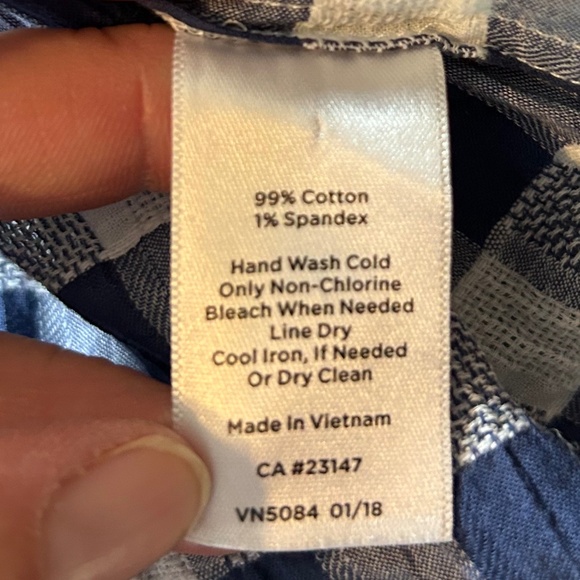 99% Cotton
1% Spandex
Hand Wash Cold
Only Non-Chlorine
Bleach When Needed
Line Dry
Cool Iron, If Needed
Or Dry Clean
Made In Vietnam
CA #23147
VN5084 01/18